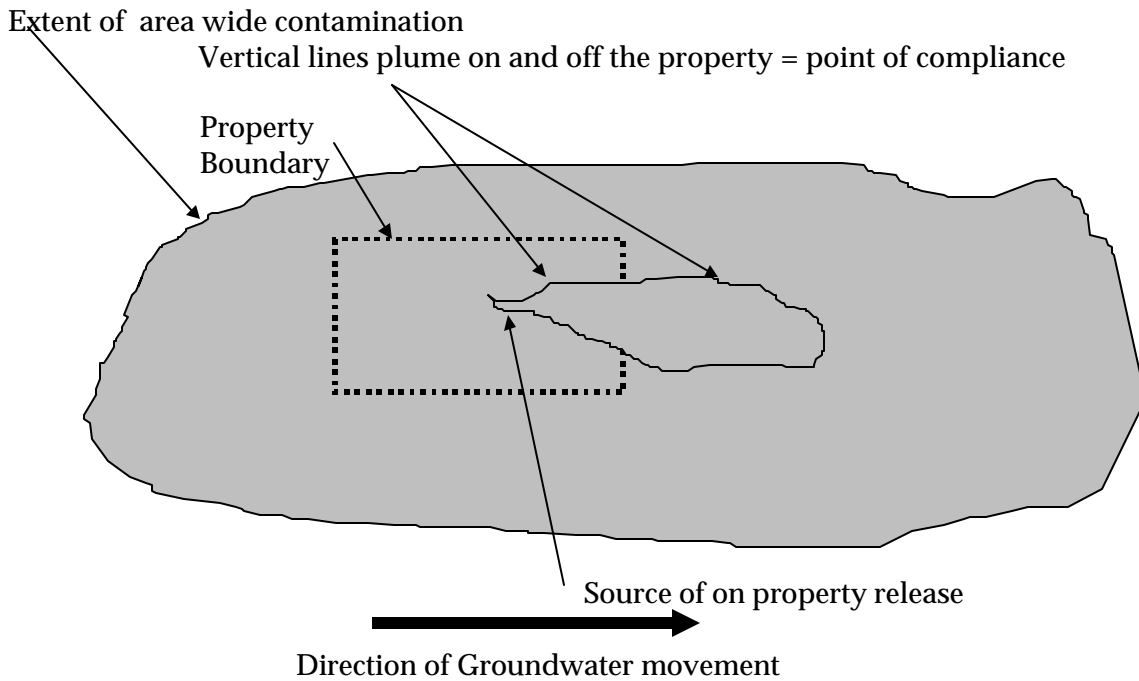 Extent of area wide contamination
Vertical lines plume on and off the property = point of compliance
Property
Boundary
Source of on property release
Direction of Groundwater movement